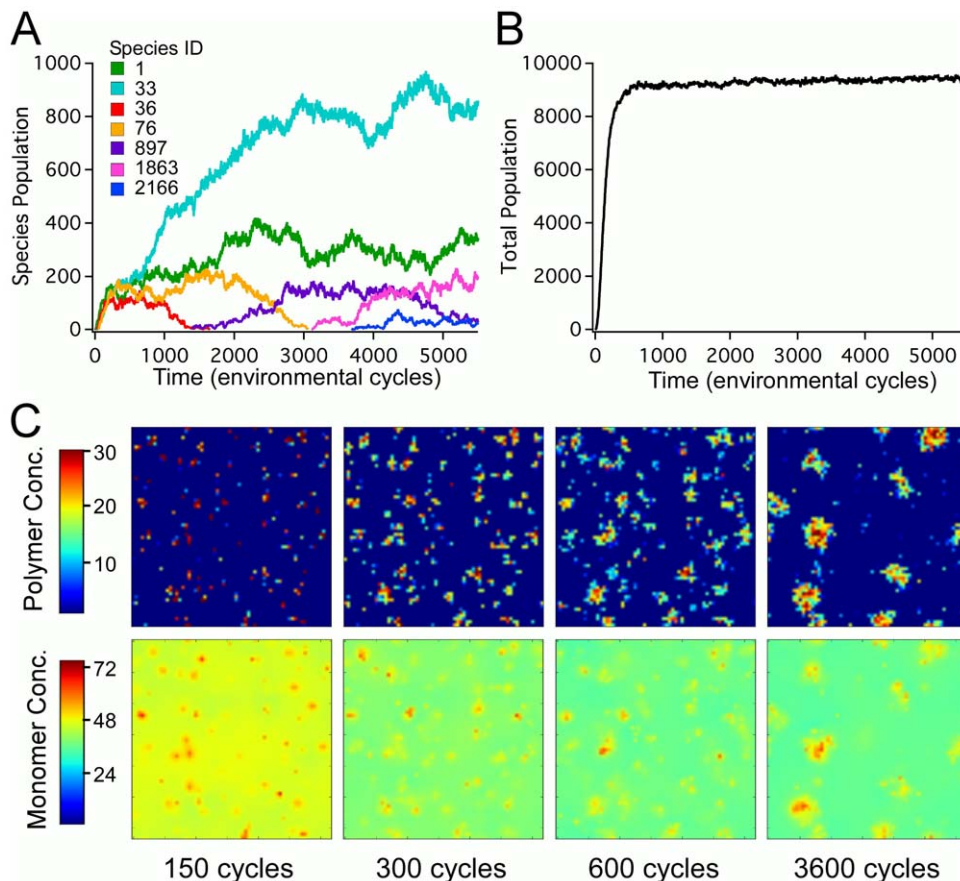 A
Species ID
1
33
36
76
897
1863
2166
1000
800
600
400
200
0
Species Population
0 1000 2000 3000 4000 5000
Time (environmental cycles)
B
10000
8000
6000
4000
2000
0
Total Population
0 1000 2000 3000 4000 5000
Time (environmental cycles)
C
Polymer Conc.
30
20
10
Monomer Conc.
72
48
24
150 cycles 300 cycles 600 cycles 3600 cycles